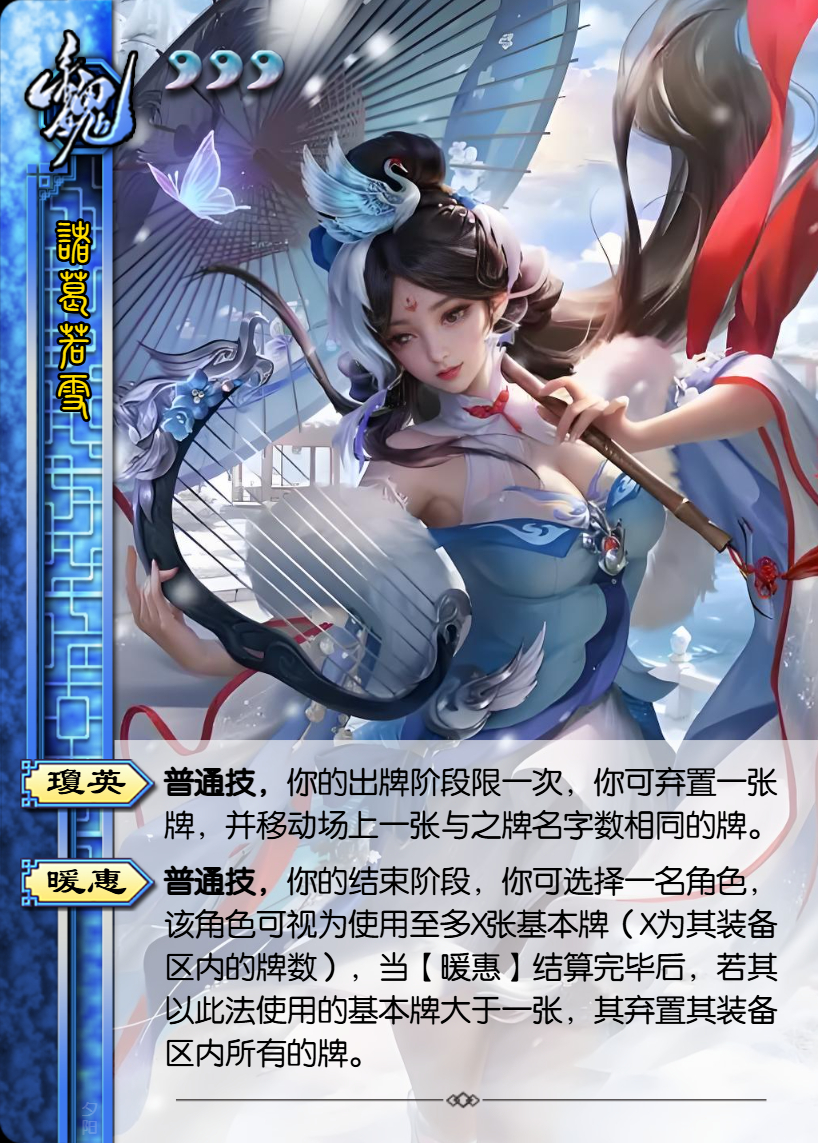 魏
諸葛若雪
瓊英
普通技，你的出牌阶段限一次，你可弃置一张
牌，并移动场上一张与之牌名字数相同的牌。
暖惠
普通技，你的结束阶段，你可选择一名角色，
该角色可视为使用至多X张基本牌（X为其装备
区内的牌数），当【暖惠】结算完毕后，若其
以此法使用的基本牌大于一张，其弃置其装备
区内所有的牌。
夕阳